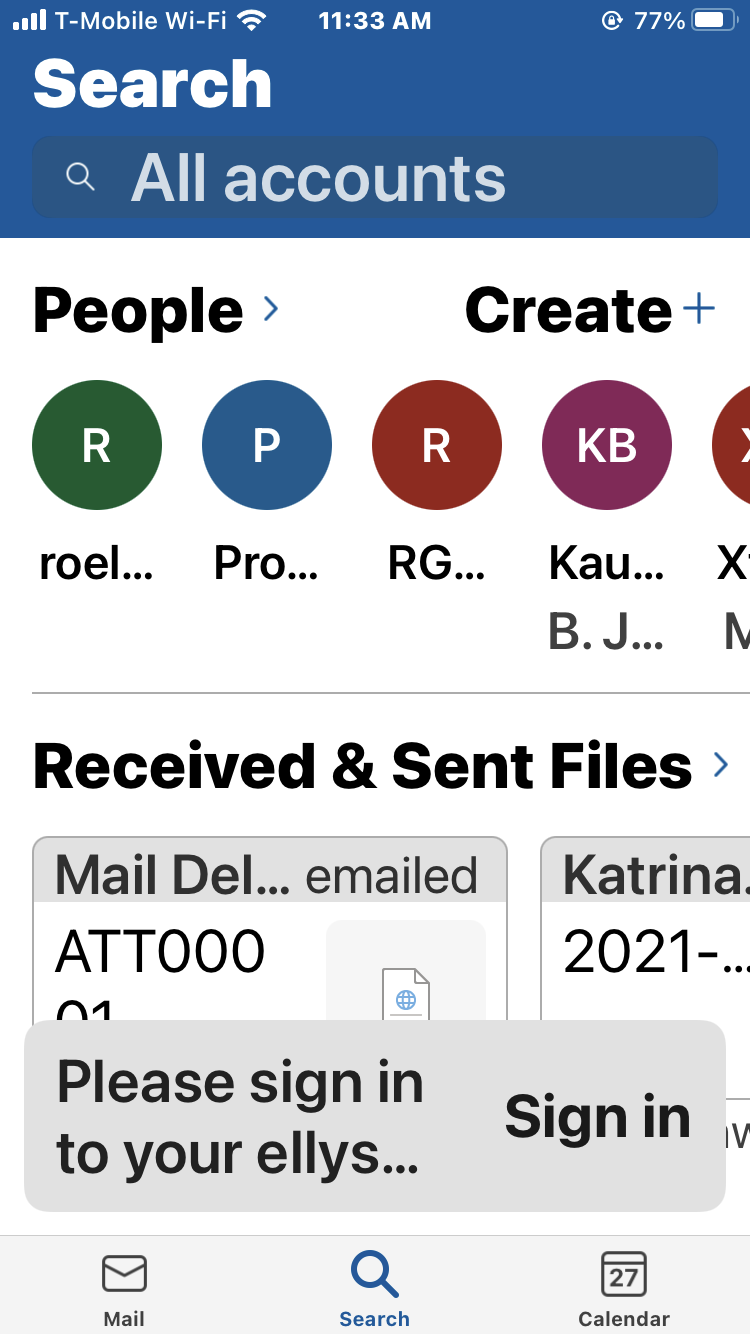 T-Mobile Wi-Fi 11:33 AM 77%
Search
All accounts
People Create
R P R KB X
roel... Pro... RG... Kau...
B. J... M
Received & Sent Files
Mail Del... emailed Katrina.
ATT000 2021-...
01
Please sign in
to your ellys...
Sign in
27
Mail Search Calendar